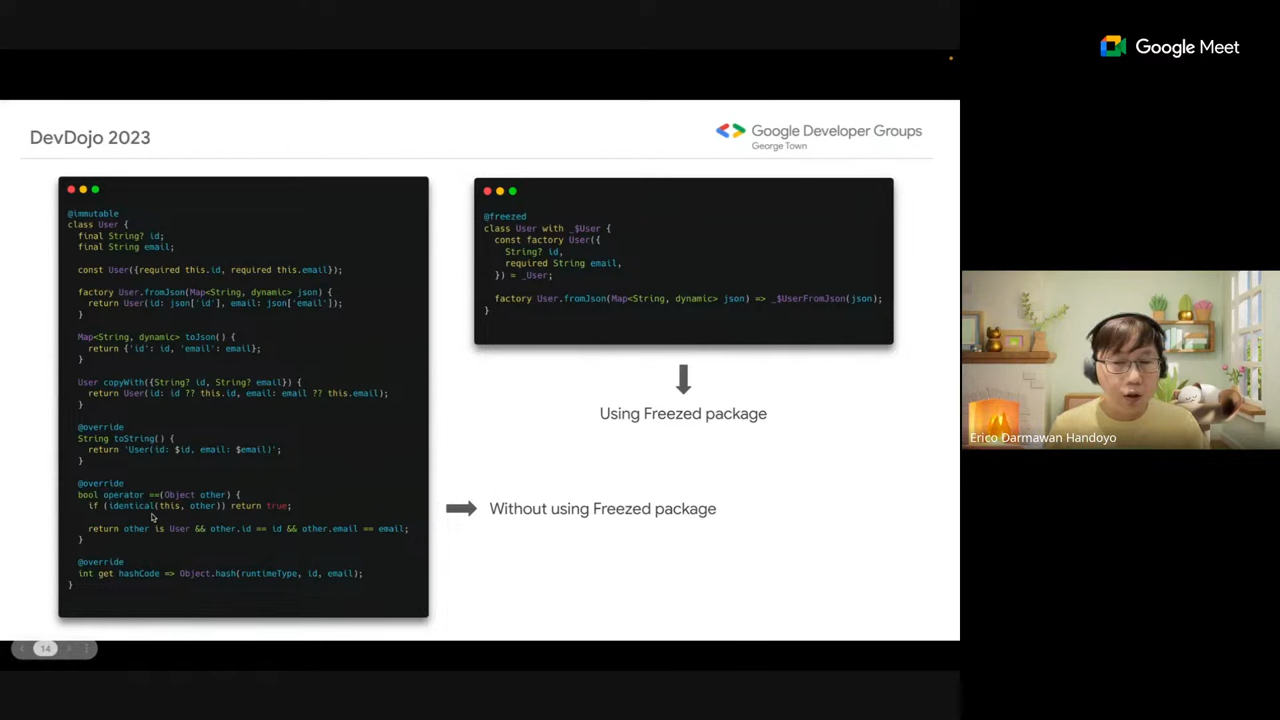 Google Meet
DevDojo 2023
Google Developer Groups
George Town
@immutable
class User {
final String? id;
final String email;
const User({required this.id, required this.email});
factory User.fromJson(Map<String, dynamic> json) {
return User(id: json['id'], email: json['email']);
}
Map<String, dynamic> toJson() {
return {'id': id, 'email': email};
}
User copyWith({String? id, String? email}) {
return User(id: id ?? this.id, email: email ?? this.email);
}
@override
String toString() {
return 'User(id: $id, email: $email)';
}
@override
bool operator ==(Object other) {
if (identical(this, other)) return true;
return other is User && other.id == id && other.email == email;
}
@override
int get hashCode => Object.hash(runtimeType, id, email);
}
@freezed
class User with _$User {
const factory User({
String? id,
required String email,
}) = _User;
factory User.fromJson(Map<String, dynamic> json) => _$UserFromJson(json);
}
Using Freezed package
Without using Freezed package
Erico Darmawan Handoyo
14